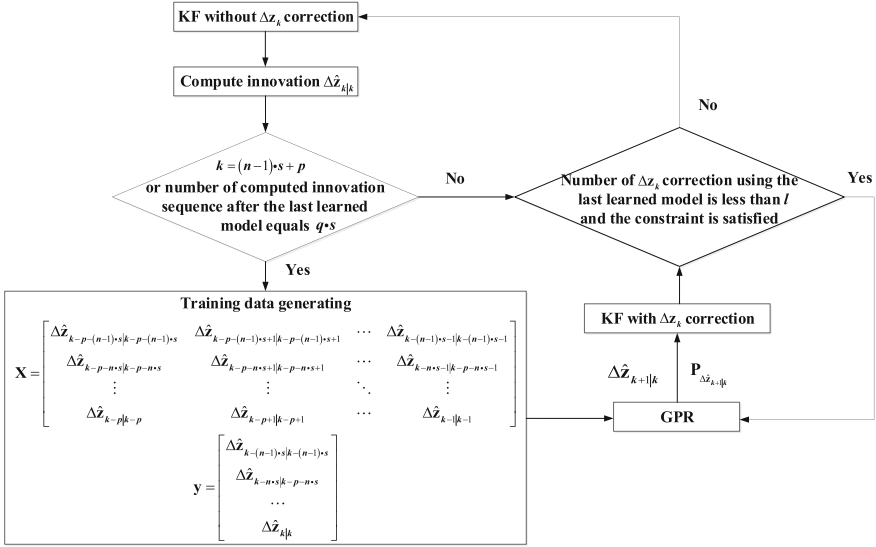 KF without Δz_k correction
Compute innovation Δẑ_{k|k}
k = (n−1)•s + p
or number of computed innovation
sequence after the last learned
model equals q•s
No
Yes
No
Yes
Number of Δz_k correction using the
last learned model is less than l
and the constraint is satisfied
Training data generating
X = [ Δẑ_{k−p−(n−1)•s|k−p−(n−1)•s} Δẑ_{k−p−(n−1)•s+1|k−p−(n−1)•s+1} ⋯ Δẑ_{k−(n−1)•s−1|k−(n−1)•s−1}
Δẑ_{k−p−n•s|k−p−n•s} Δẑ_{k−p−n•s+1|k−p−n•s+1} ⋯ Δẑ_{k−n•s−1|k−p−n•s−1}
⋮ ⋮ ⋱ ⋮
Δẑ_{k−p|k−p} Δẑ_{k−p+1|k−p+1} ⋯ Δẑ_{k−1|k−1} ]
y = [ Δẑ_{k−(n−1)•s|k−(n−1)•s}
Δẑ_{k−n•s|k−p−n•s}
⋯
Δẑ_{k|k} ]
KF with Δz_k correction
Δẑ_{k+1|k} P_{Δẑ_{k+1|k}}
GPR